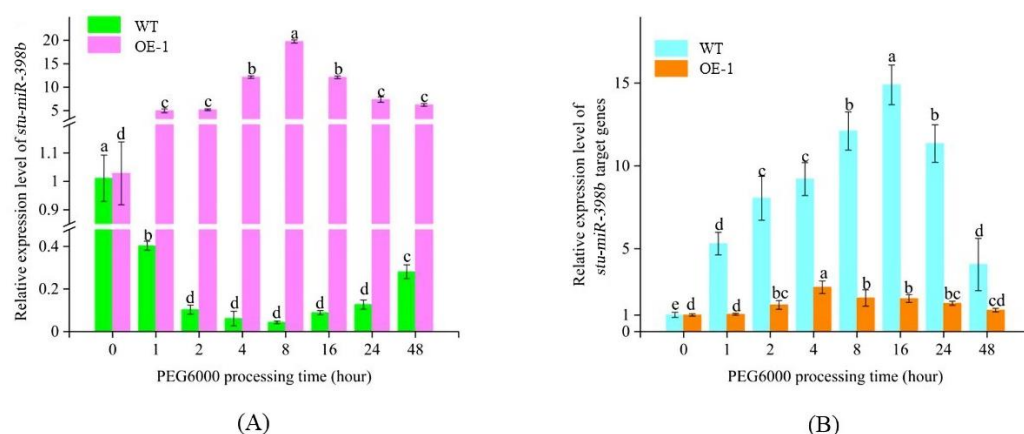 WT
OE-1
Relative expression level of stu-miR-398b
20
15
10
5
1.1
1
0.9
0.4
0.2
0
a
d
b
c
d
c
d
b
d
a
d
b
d
c
c
c
0
1
2
4
8
16
24
48
PEG6000 processing time (hour)
(A)
WT
OE-1
Relative expression level of
stu-miR-398b target genes
15
10
5
1
0
e
d
d
d
c
bc
c
a
b
b
a
b
b
bc
d
cd
0
1
2
4
8
16
24
48
PEG6000 processing time (hour)
(B)